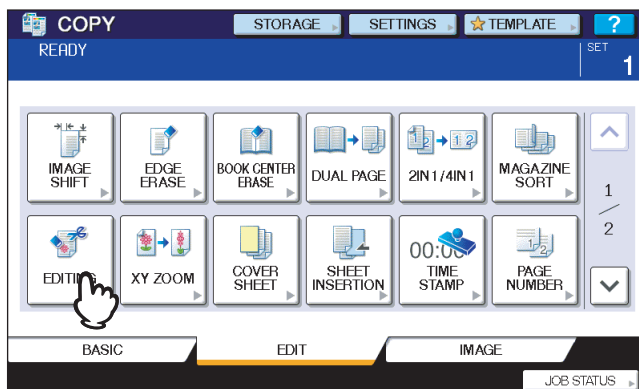 COPY
STORAGE
SETTINGS
TEMPLATE
?
READY
SET
1
IMAGE
SHIFT
EDGE
ERASE
BOOK CENTER
ERASE
DUAL PAGE
2IN1/4IN1
MAGAZINE
SORT
1
2
EDITING
XY ZOOM
COVER
SHEET
SHEET
INSERTION
00:00
TIME
STAMP
PAGE
NUMBER
BASIC
EDIT
IMAGE
JOB STATUS